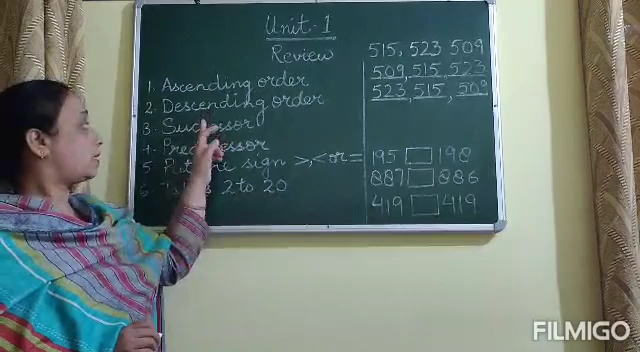 Unit-1
Review
1. Ascending order
2. Descending order
3. Successor
4. Predecessor
5. Put the sign >,< or =
6. 2 to 20
515, 523 509
509, 515, 523
523, 515, 509
195 198
887 886
419 419
FILMIGO